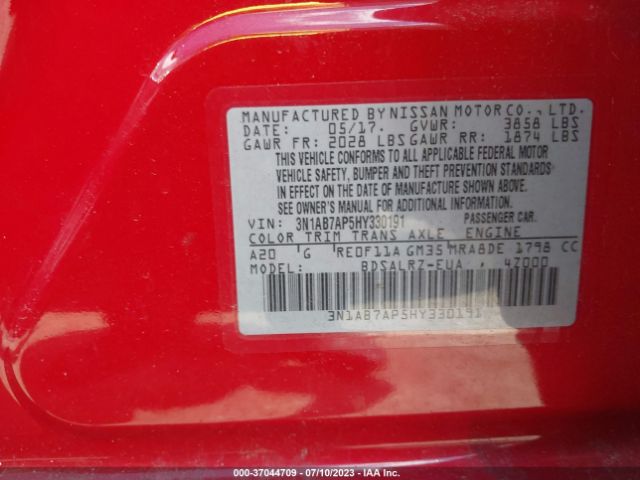 MANUFACTURED BY NISSAN MOTOR CO., LTD.
DATE: 05/17. GVWR: 3858 LBS
GAWR FR: 2028 LBS GAWR RR: 1874 LBS
THIS VEHICLE CONFORMS TO ALL APPLICABLE FEDERAL MOTOR
VEHICLE SAFETY, BUMPER AND THEFT PREVENTION STANDARDS
IN EFFECT ON THE DATE OF MANUFACTURE SHOWN ABOVE.
SEE OWNER'S MANUAL FOR ADDITIONAL INFORMATION.
VIN: 3N1AB7AP5HY330191 PASSENGER CAR.
COLOR TRIM TRANS AXLE ENGINE
A20 'G RE0F11A GM35 MRA8DE 1798 CC
MODEL: BDSALRZ-EUA , 4Z000
3N1AB7AP5HY330191
000-37044709 - 07/10/2023 - IAA Inc.